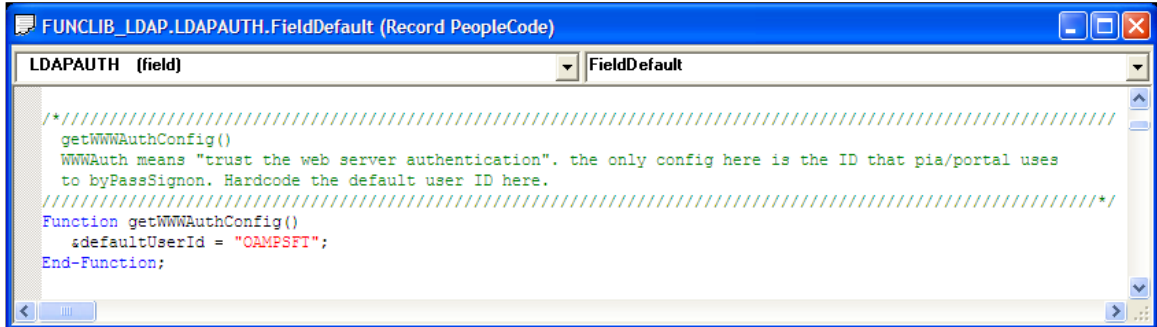 FUNCLIB_LDAP.LDAPAUTH.FieldDefault (Record PeopleCode)
LDAPAUTH (field)
FieldDefault
/*////////////////////////////////////////////////////////////////////////////////////////////////////////////////
getWWWAuthConfig()
WWWAuth means "trust the web server authentication". the only config here is the ID that pia/portal uses
to byPassSignon. Hardcode the default user ID here.
////////////////////////////////////////////////////////////////////////////////////////////////////////////////*/
Function getWWWAuthConfig()
&defaultUserId = "OAMPSFT";
End-Function;